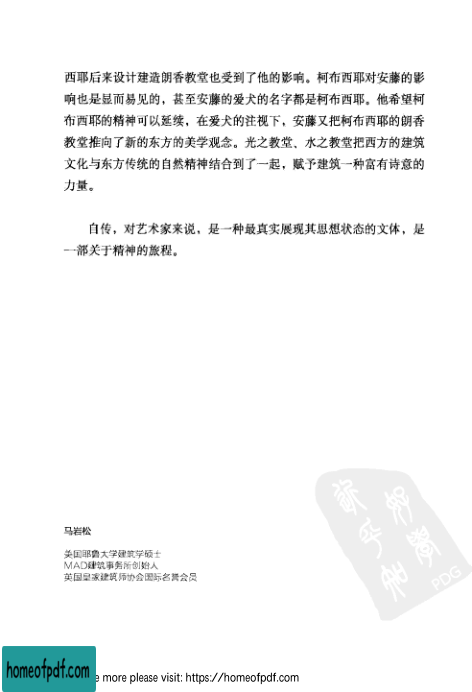 西耶后来设计建造朗香教堂也受到了他的影响。柯布西耶对安藤的影
响也是显而易见的，甚至安藤的爱犬的名字都是柯布西耶。他希望柯
布西耶的精神可以延续，在爱犬的注视下，安藤又把柯布西耶的朗香
教堂推向了新的东方的美学观念。光之教堂、水之教堂把西方的建筑
文化与东方传统的自然精神结合到了一起，赋予建筑一种富有诗意的
力量。
自传，对艺术家来说，是一种最真实展现其思想状态的文体，是
一部关于精神的旅程。
马岩松
美国耶鲁大学建筑学硕士
MAD建筑事务所创始人
英国皇家建筑师协会国际名誉会员
PDG
homeofpdf.com
e more please visit: https://homeofpdf.com